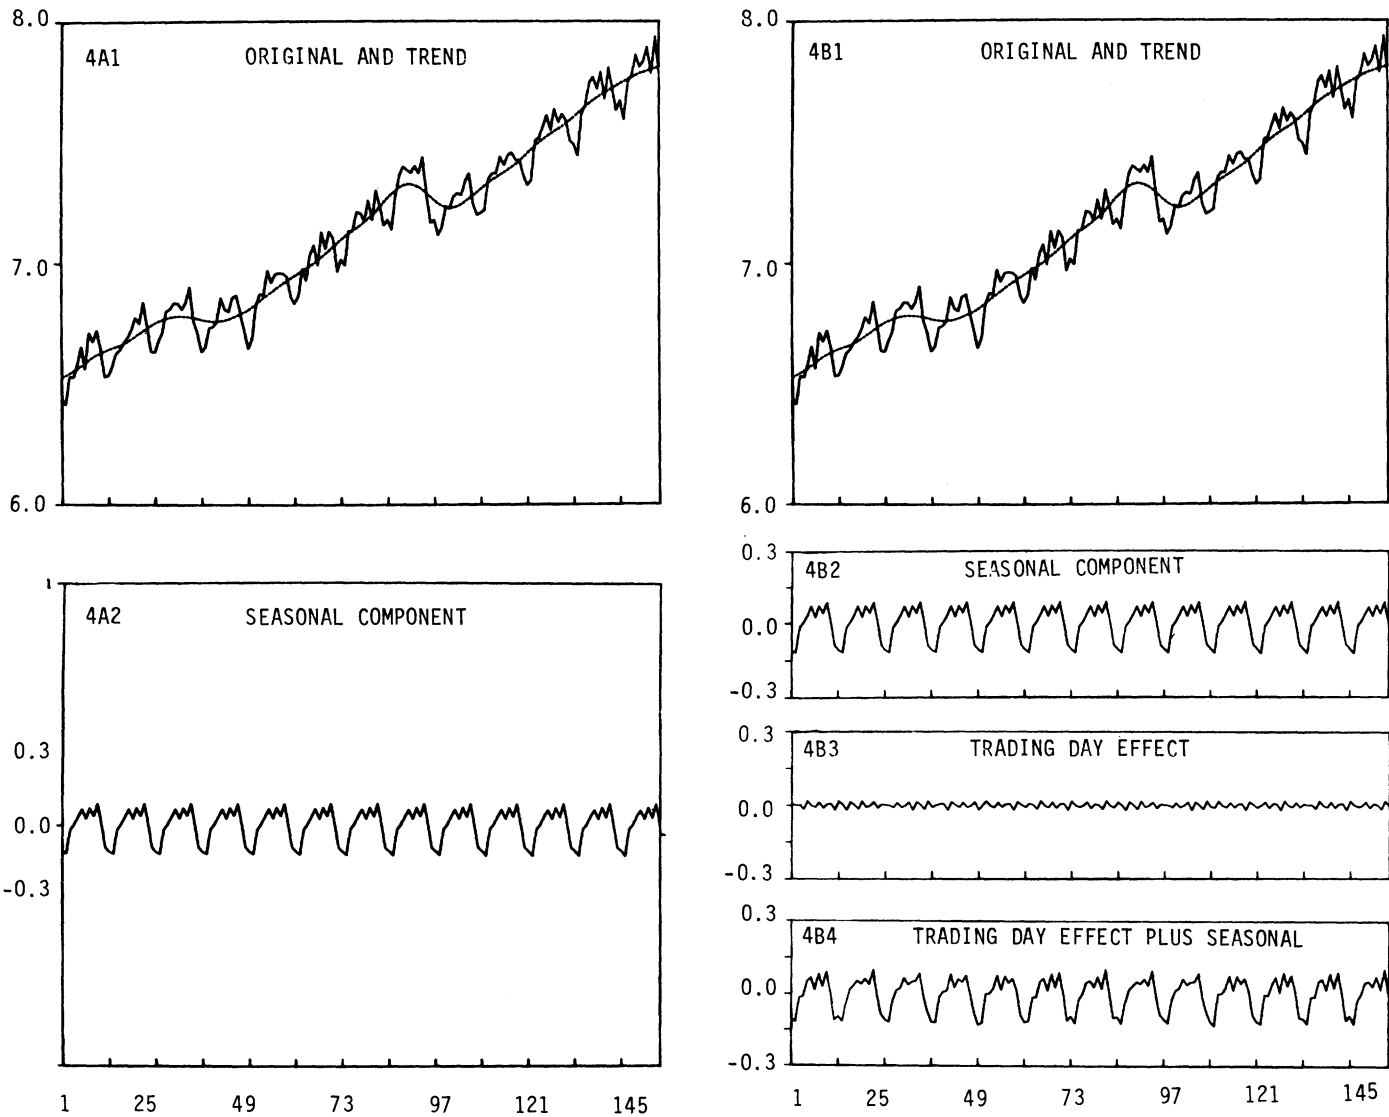 8.0
4A1 ORIGINAL AND TREND
7.0
6.0
1
4A2 SEASONAL COMPONENT
0.3
0.0
-0.3
1 25 49 73 97 121 145
8.0
4B1 ORIGINAL AND TREND
7.0
6.0
0.3
4B2 SEASONAL COMPONENT
0.0
-0.3
0.3
4B3 TRADING DAY EFFECT
0.0
-0.3
0.3
4B4 TRADING DAY EFFECT PLUS SEASONAL
0.0
-0.3
1 25 49 73 97 121 145